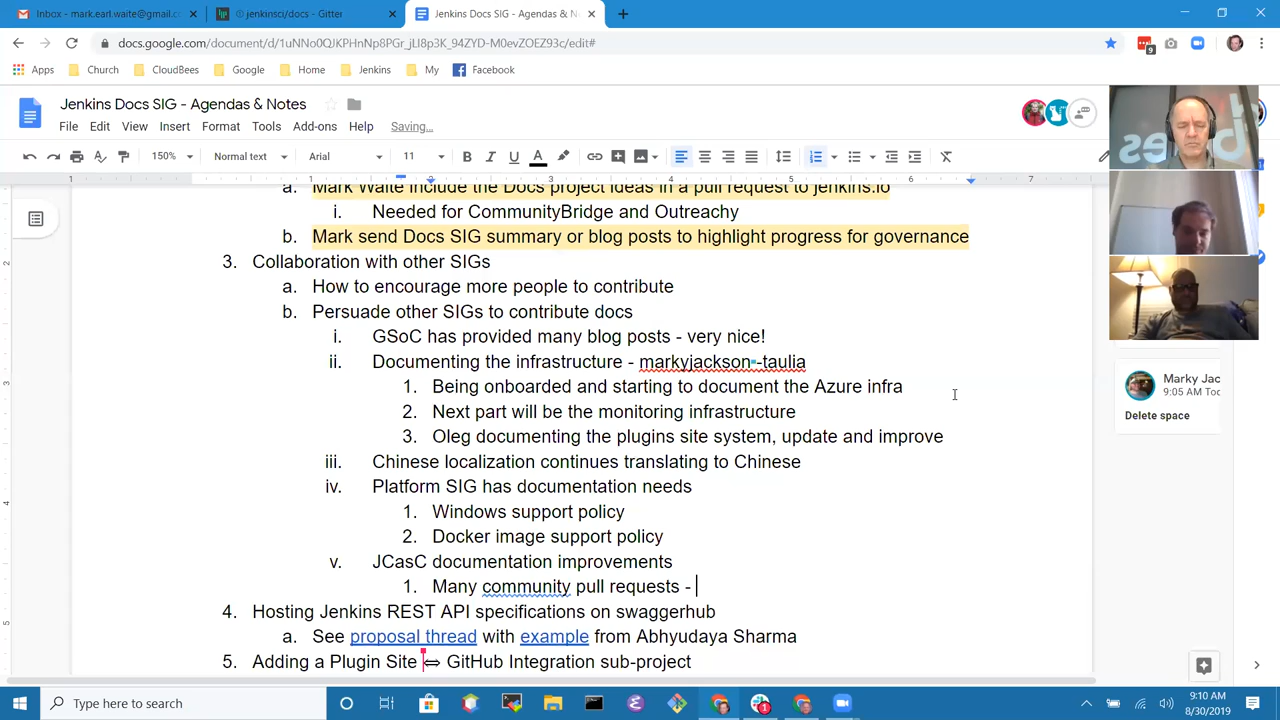 Inbox - mark.earl.waite@gmail.c
jenkinsci/docs - Gitter
Jenkins Docs SIG - Agendas & N
docs.google.com/document/d/1uNNo0QJKPHnNp8PGr_jLI8p3K_94ZYD-M0evZOEZ93c/edit#
Apps Church CloudBees Google Home Jenkins My Facebook
Jenkins Docs SIG - Agendas & Notes
File Edit View Insert Format Tools Add-ons Help Saving...
150% Normal text Arial 11
1 1 2 3 4 5 6 7
a. Mark Waite include the Docs project ideas in a pull request to jenkins.io
i. Needed for CommunityBridge and Outreachy
b. Mark send Docs SIG summary or blog posts to highlight progress for governance
3. Collaboration with other SIGs
a. How to encourage more people to contribute
b. Persuade other SIGs to contribute docs
i. GSoC has provided many blog posts - very nice!
ii. Documenting the infrastructure - markyjackson -taulia
1. Being onboarded and starting to document the Azure infra
2. Next part will be the monitoring infrastructure
3. Oleg documenting the plugins site system, update and improve
iii. Chinese localization continues translating to Chinese
iv. Platform SIG has documentation needs
1. Windows support policy
2. Docker image support policy
v. JCasC documentation improvements
1. Many community pull requests -
4. Hosting Jenkins REST API specifications on swaggerhub
a. See proposal thread with example from Abhyudaya Sharma
5. Adding a Plugin Site ⇔ GitHub Integration sub-project
Marky Jac
9:05 AM Toc
Delete space
Type here to search
9:10 AM
8/30/2019